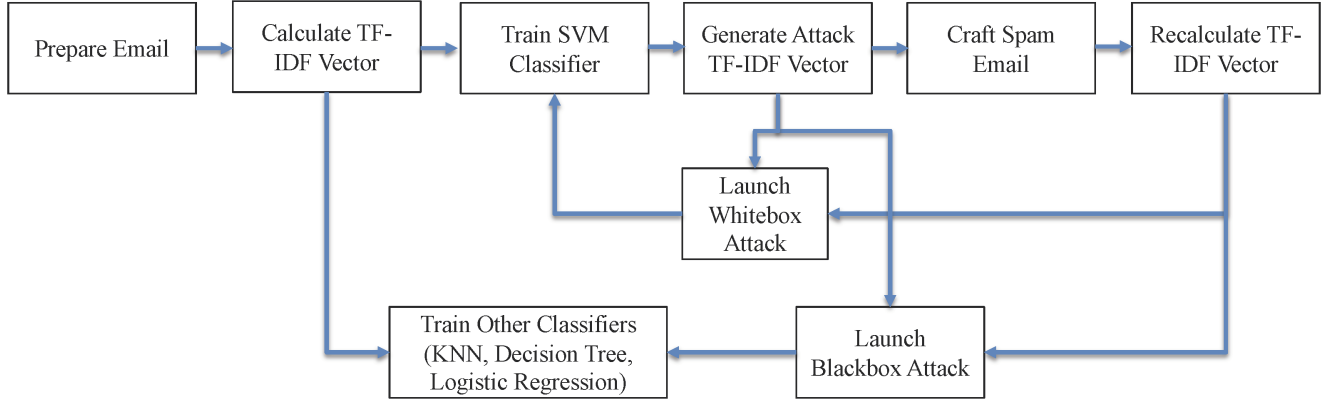 Prepare Email
Calculate TF-
IDF Vector
Train SVM
Classifier
Generate Attack
TF-IDF Vector
Craft Spam
Email
Recalculate TF-
IDF Vector
Launch
Whitebox
Attack
Train Other Classifiers
(KNN, Decision Tree,
Logistic Regression)
Launch
Blackbox Attack